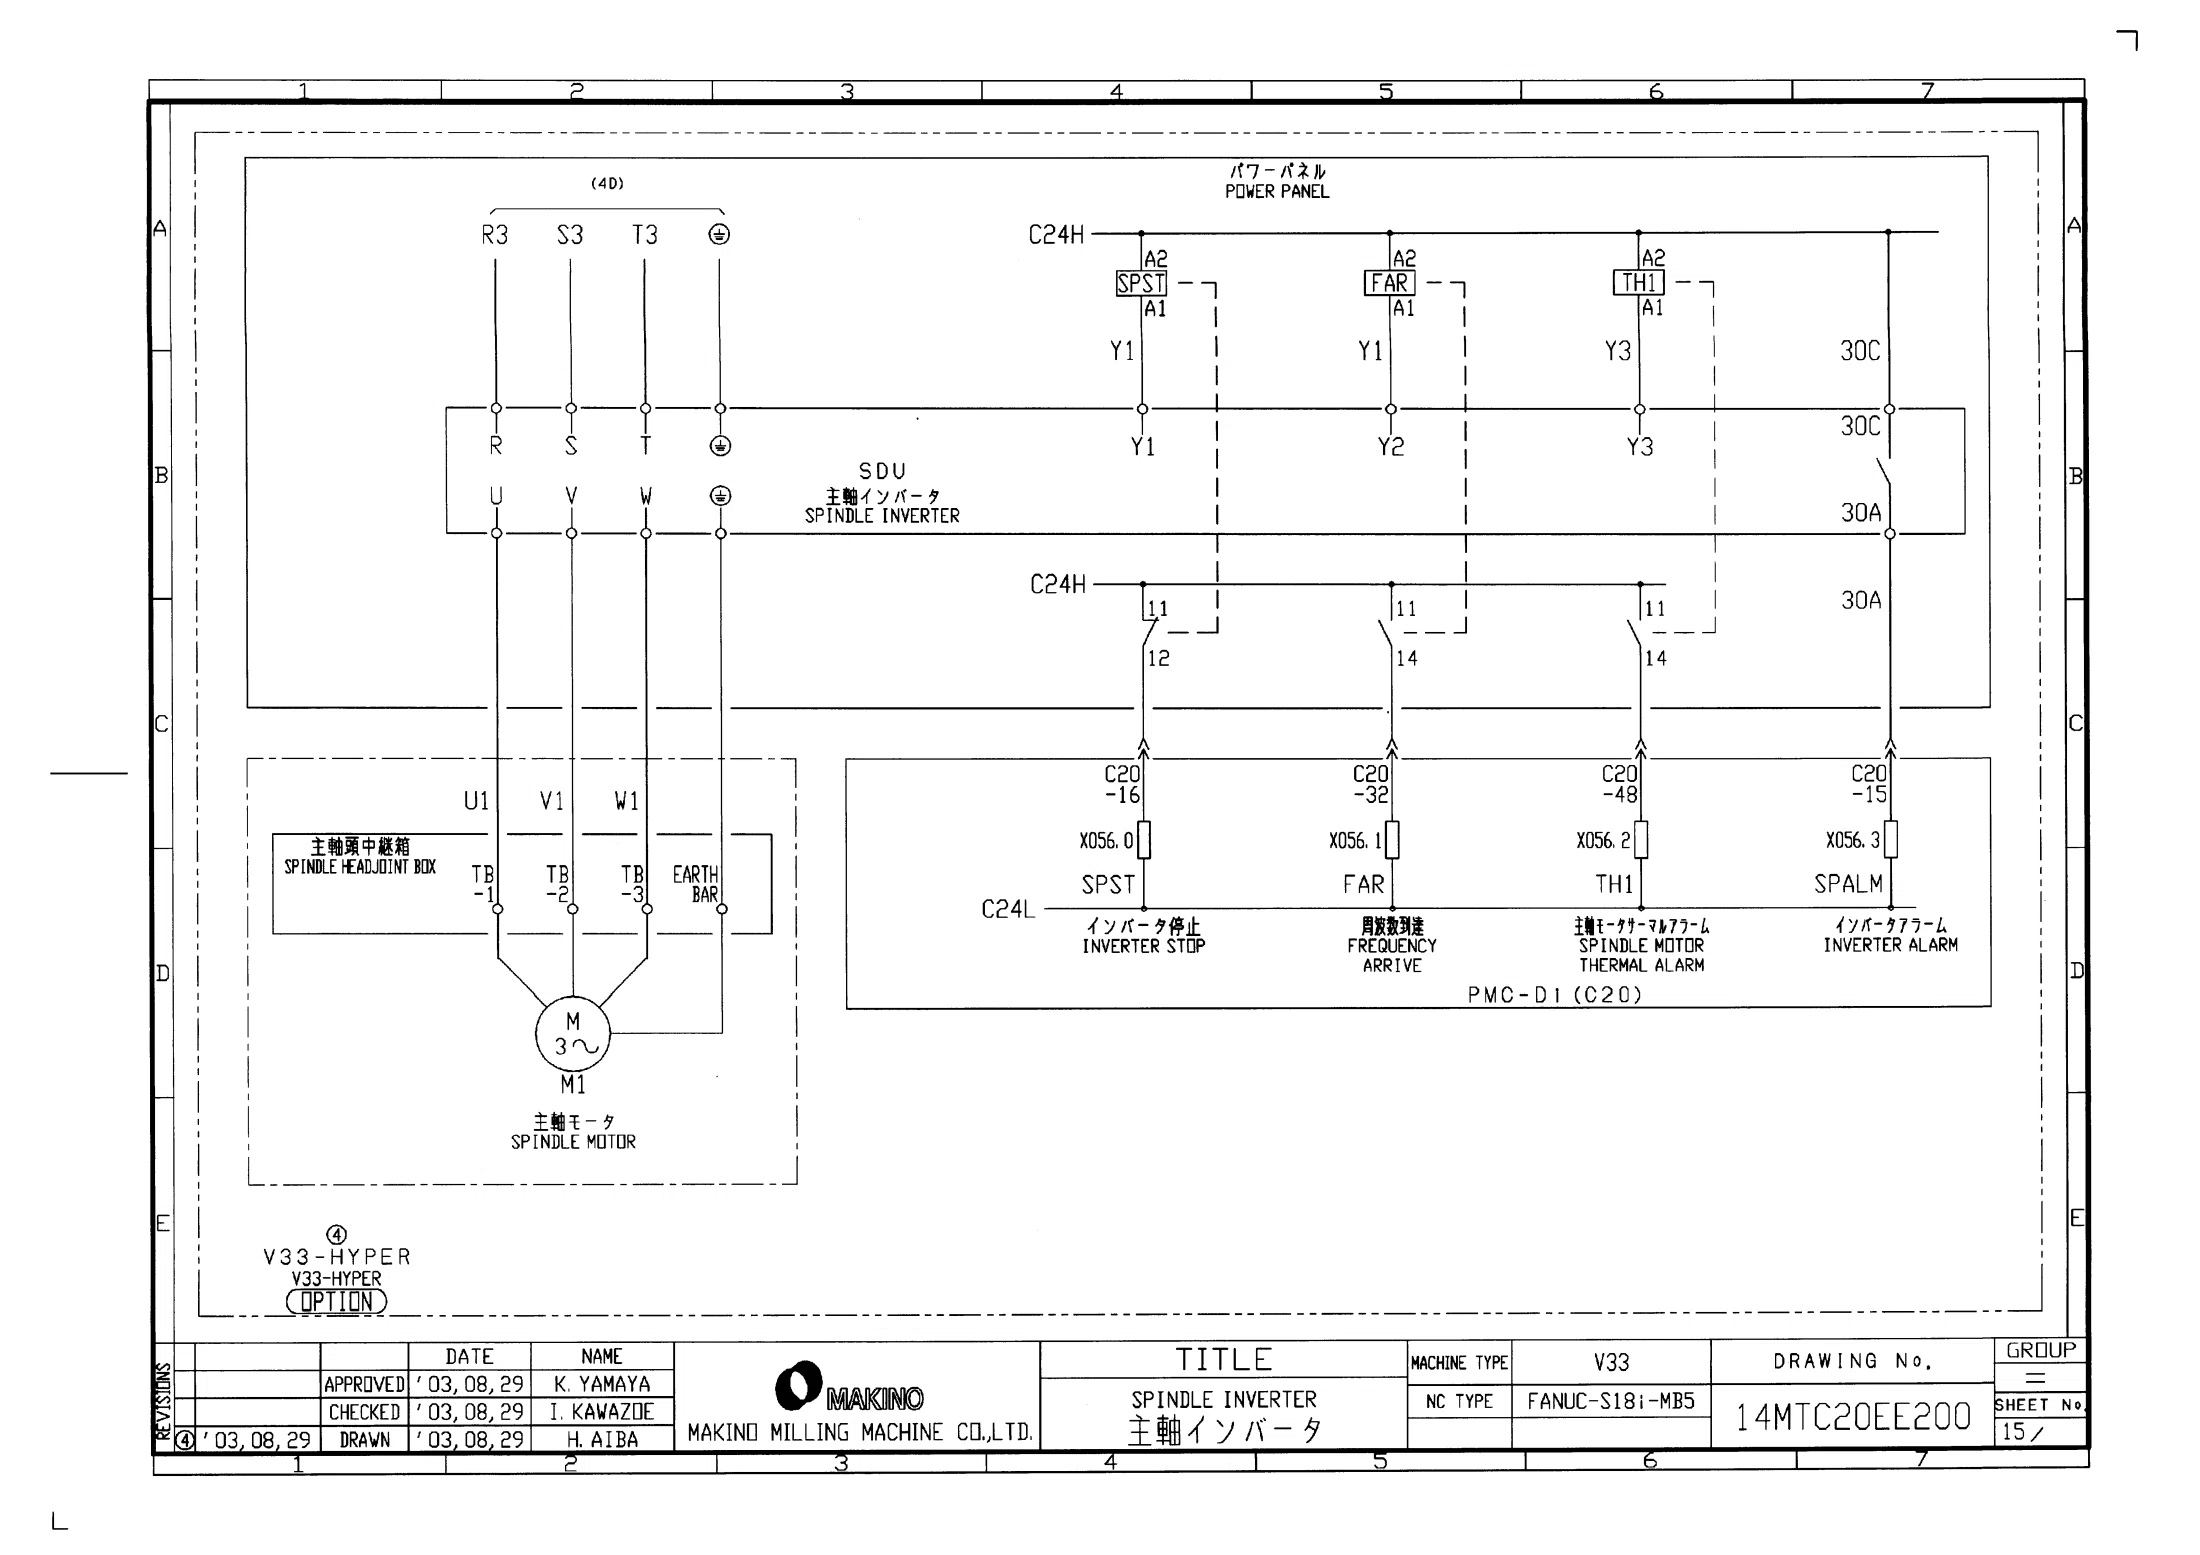 1 2 3 4 5 6 7
A A
B B
C C
D D
E E
パワーパネル
POWER PANEL
(4D)
R3 S3 T3
C24H
A2 A2 A2
SPST FAR TH1
A1 A1 A1
Y1 Y1 Y3 30C
R S T
Y1 Y2 Y3 30C
SDU
主軸インバータ
SPINDLE INVERTER
U V W
30A
C24H
11 11 11
12 14 14
30A
C20 C20 C20 C20
-16 -32 -48 -15
U1 V1 W1
主軸頭中継箱
SPINDLE HEADJOINT BOX
TB TB TB EARTH
-1 -2 -3 BAR
X056.0 X056.1 X056.2 X056.3
SPST FAR TH1 SPALM
C24L
インバータ停止
INVERTER STOP
周波数到達
FREQUENCY
ARRIVE
主軸モータサーマルアラーム
SPINDLE MOTOR
THERMAL ALARM
インバータアラーム
INVERTER ALARM
PMC-DI(C20)
M
3~
M1
主軸モータ
SPINDLE MOTOR
④
V33-HYPER
V33-HYPER
OPTION
REVISIONS
DATE NAME
APPROVED '03,08,29 K. YAMAYA
CHECKED '03,08,29 I. KAWAZOE
④ '03,08,29 DRAWN '03,08,29 H. AIBA
MAKINO
MAKINO MILLING MACHINE CO.,LTD.
TITLE
SPINDLE INVERTER
主軸インバータ
MACHINE TYPE V33
NC TYPE FANUC-S18i-MB5
DRAWING No.
14MTC20EE200
GROUP
=
SHEET No.
15/
1 2 3 4 5 6 7